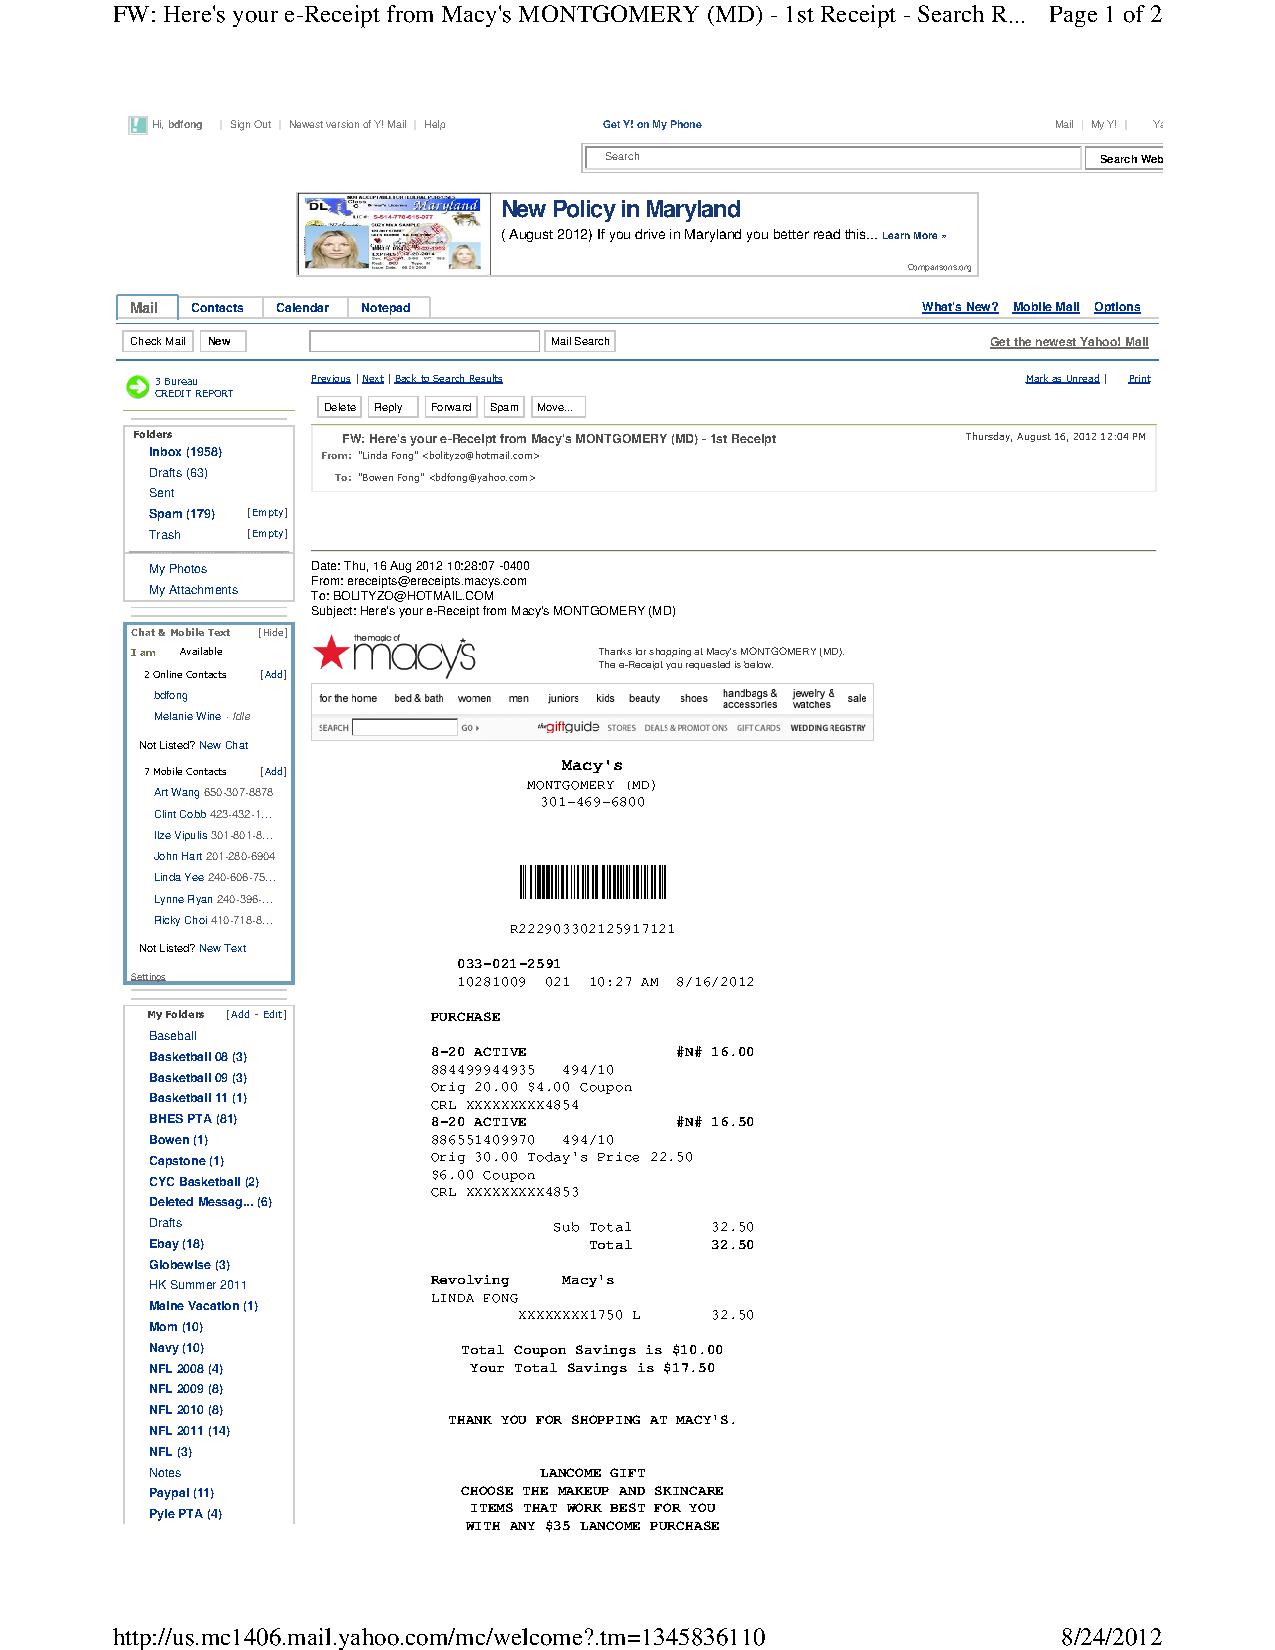 FW: Here's your e-Receipt from Macy's MONTGOMERY (MD) - 1st Receipt - Search R... Page 1 of 2
Hi, bdfong | Sign Out | Newest version of Y! Mail | Help
Get Y! on My Phone
Mail | My Y! |
Search
Search Web
New Policy in Maryland
( August 2012) If you drive in Maryland you better read this... Learn More »
Comparisons.org
Mail Contacts Calendar Notepad
What's New? Mobile Mail Options
Check Mail New
Mail Search
Get the newest Yahoo! Mail
3 Bureau
CREDIT REPORT
Previous | Next | Back to Search Results
Mark as Unread | Print
Delete Reply Forward Spam Move...
Folders
Inbox (1958)
Drafts (63)
Sent
Spam (179) [Empty]
Trash [Empty]
My Photos
My Attachments
FW: Here's your e-Receipt from Macy's MONTGOMERY (MD) - 1st Receipt
Thursday, August 16, 2012 12:04 PM
From: "Linda Fong" <bolityzo@hotmail.com>
To: "Bowen Fong" <bdfong@yahoo.com>
Chat & Mobile Text [Hide]
I am Available
2 Online Contacts [Add]
bdfong
Melanie Wine - Idle
Not Listed? New Chat
7 Mobile Contacts [Add]
Art Wang 650-307-8878
Clint Cobb 423-432-1...
Ilze Vipulis 301-801-8...
John Hart 201-280-6904
Linda Yee 240-606-75...
Lynne Ryan 240-396-...
Ricky Choi 410-718-8...
Not Listed? New Text
Settings
My Folders [Add - Edit]
Baseball
Basketball 08 (3)
Basketball 09 (3)
Basketball 11 (1)
BHES PTA (81)
Bowen (1)
Capstone (1)
CYC Basketball (2)
Deleted Messag... (6)
Drafts
Ebay (18)
Globewise (3)
HK Summer 2011
Maine Vacation (1)
Mom (10)
Navy (10)
NFL 2008 (4)
NFL 2009 (8)
NFL 2010 (8)
NFL 2011 (14)
NFL (3)
Notes
Paypal (11)
Pyle PTA (4)
Date: Thu, 16 Aug 2012 10:28:07 -0400
From: ereceipts@ereceipts.macys.com
To: BOLITYZO@HOTMAIL.COM
Subject: Here's your e-Receipt from Macy's MONTGOMERY (MD)
the magic of
macy's
Thanks for shopping at Macy's MONTGOMERY (MD).
The e-Receipt you requested is below.
for the home bed & bath women men juniors kids beauty shoes handbags & accessories jewelry & watches sale
SEARCH GO the giftguide STORES DEALS & PROMOTIONS GIFT CARDS WEDDING REGISTRY
Macy's
MONTGOMERY (MD)
301-469-6800
R222903302125917121
033-021-2591
10281009 021 10:27 AM 8/16/2012
PURCHASE
8-20 ACTIVE #N# 16.00
884499944935 494/10
Orig 20.00 $4.00 Coupon
CRL XXXXXXXXX4854
8-20 ACTIVE #N# 16.50
886551409970 494/10
Orig 30.00 Today's Price 22.50
$6.00 Coupon
CRL XXXXXXXXX4853
Sub Total 32.50
Total 32.50
Revolving Macy's
LINDA FONG
XXXXXXXX1750 L 32.50
Total Coupon Savings is $10.00
Your Total Savings is $17.50
THANK YOU FOR SHOPPING AT MACY'S.
LANCOME GIFT
CHOOSE THE MAKEUP AND SKINCARE
ITEMS THAT WORK BEST FOR YOU
WITH ANY $35 LANCOME PURCHASE
http://us.mc1406.mail.yahoo.com/mc/welcome?.tm=1345836110 8/24/2012